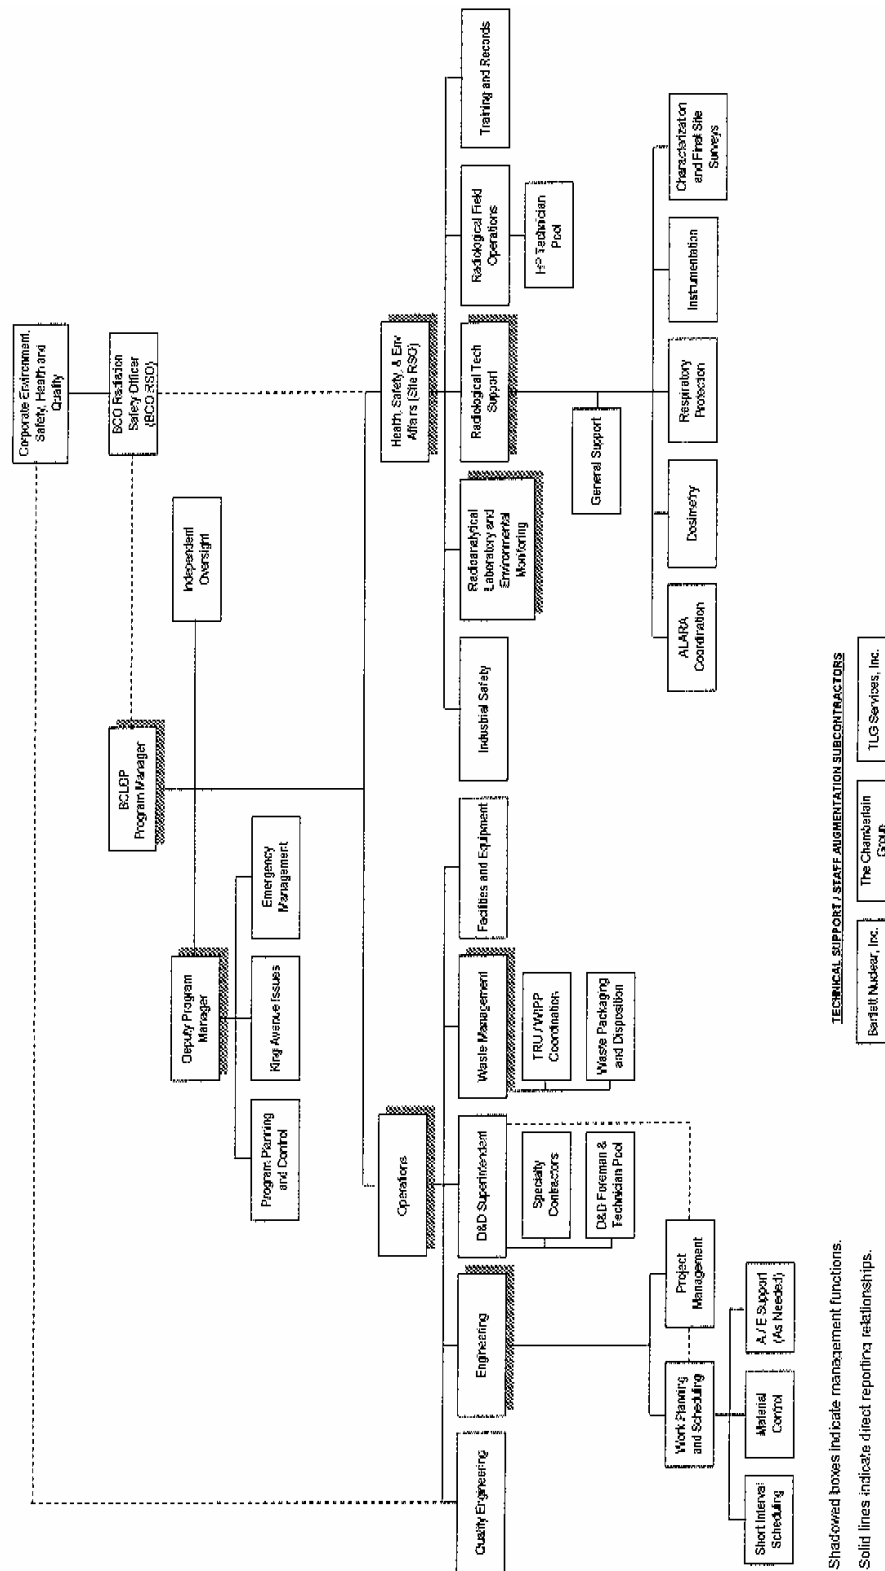 Corporate Environment,
Safety, Health and
Quality
BCO Radiation
Safety Officer
(BCO RSO)
BCLDP
Program Manager
Independent
Oversight
Deputy Program
Manager
Program Planning
and Control
King Avenue Issues
Emergency
Management
Operations
Health, Safety, & Env
Affairs (Site RSO)
Quality Engineering
Engineering
D&D Superintendent
Waste Management
Facilities and Equipment
Industrial Safety
Radioanalytical
Laboratory and
Environmental
Monitoring
Radiological Tech
Support
Radiological Field
Operations
Training and Records
Specialty
Contractors
D&D Foreman &
Technician Pool
TRU / WIPP
Coordination
Waste Packaging
and Disposition
General Support
HP Technician
Pool
Work Planning
and Scheduling
Project
Management
ALARA
Coordination
Dosimetry
Respiratory
Protection
Instrumentation
Characterization
and Final Site
Surveys
Short Interval
Scheduling
Material
Control
A / E Support
(As Needed)
Shadowed boxes indicate management functions.
Solid lines indicate direct reporting relationships.
TECHNICAL SUPPORT / STAFF AUGMENTATION SUBCONTRACTORS
Bartlett Nuclear, Inc.
The Chamberlain
Group
TLG Services, Inc.